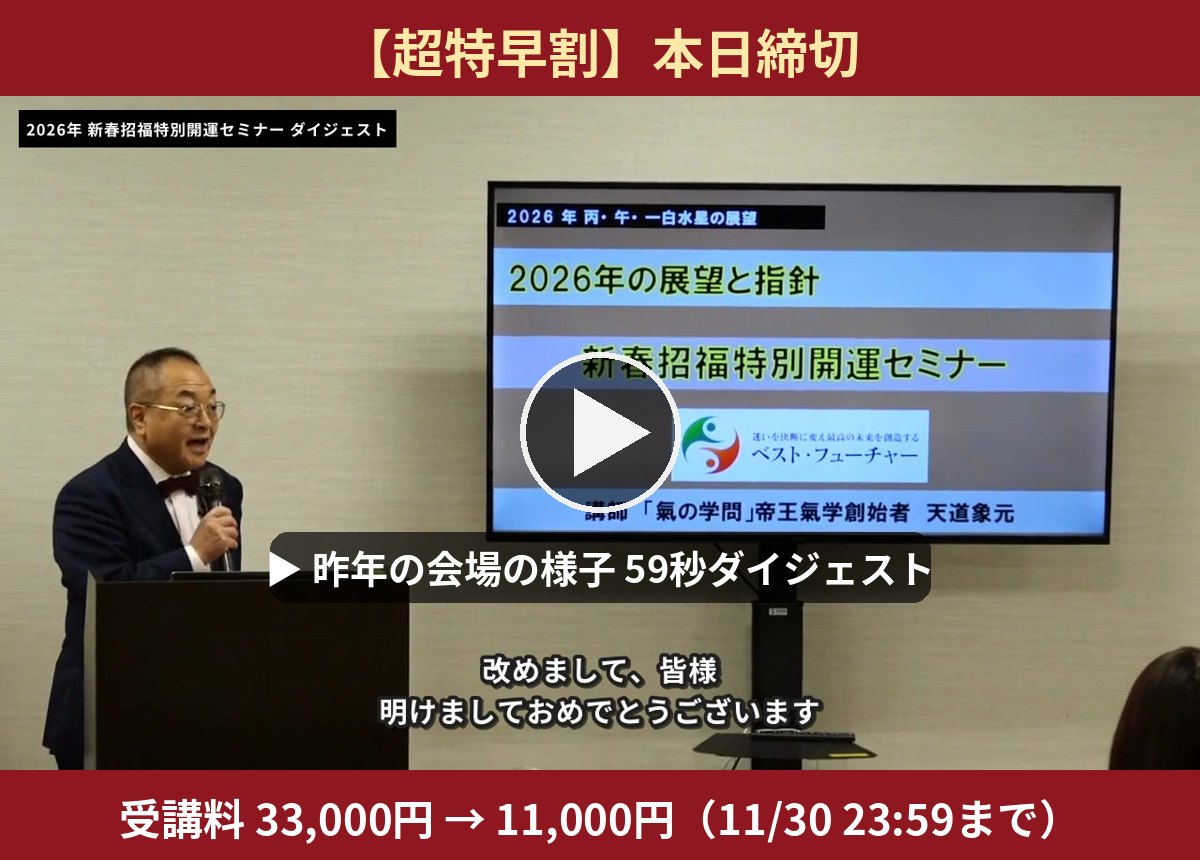 【超特早割】本日締切
2026年 新春招福特別開運セミナー ダイジェスト
2026 年 丙・午・一白水星の展望
2026年の展望と指針
新春招福特別開運セミナー
迷いを決断に変え最高の未来を創造する
ベスト・フューチャー
講師 「氣の学問」帝王氣学創始者 天道象元
▶ 昨年の会場の様子 59秒ダイジェスト
改めまして、皆様
明けましておめでとうございます
受講料 33,000円 → 11,000円（11/30 23:59まで）